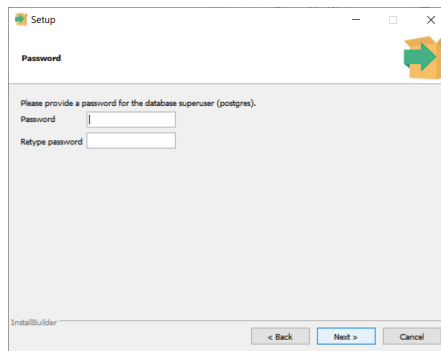 Setup
Password
Please provide a password for the database superuser (postgres).
Password
Retype password
InstallBuilder
< Back
Next >
Cancel